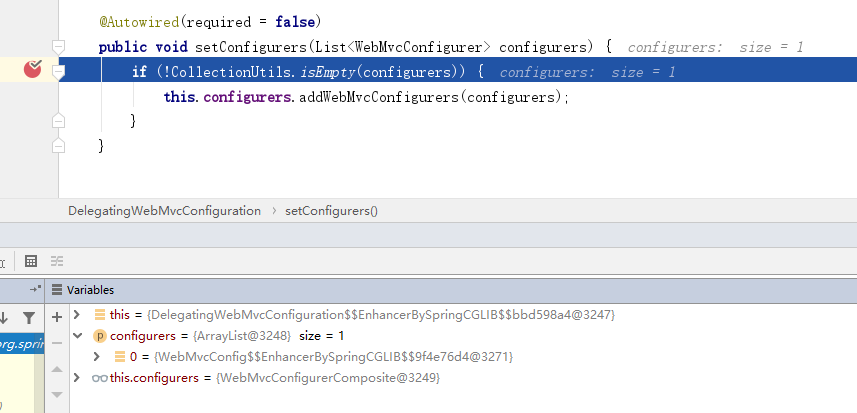 @Autowired(required = false)
public void setConfigurers(List<WebMvcConfigurer> configurers) { configurers: size = 1
if (!CollectionUtils.isEmpty(configurers)) { configurers: size = 1
this.configurers.addWebMvcConfigurers(configurers);
}
}
DelegatingWebMvcConfiguration › setConfigurers()
Variables
this = {DelegatingWebMvcConfiguration$$EnhancerBySpringCGLIB$$bbd598a4@3247}
configurers = {ArrayList@3248} size = 1
0 = {WebMvcConfig$$EnhancerBySpringCGLIB$$9f4e76d4@3271}
this.configurers = {WebMvcConfigurerComposite@3249}
org.sprin